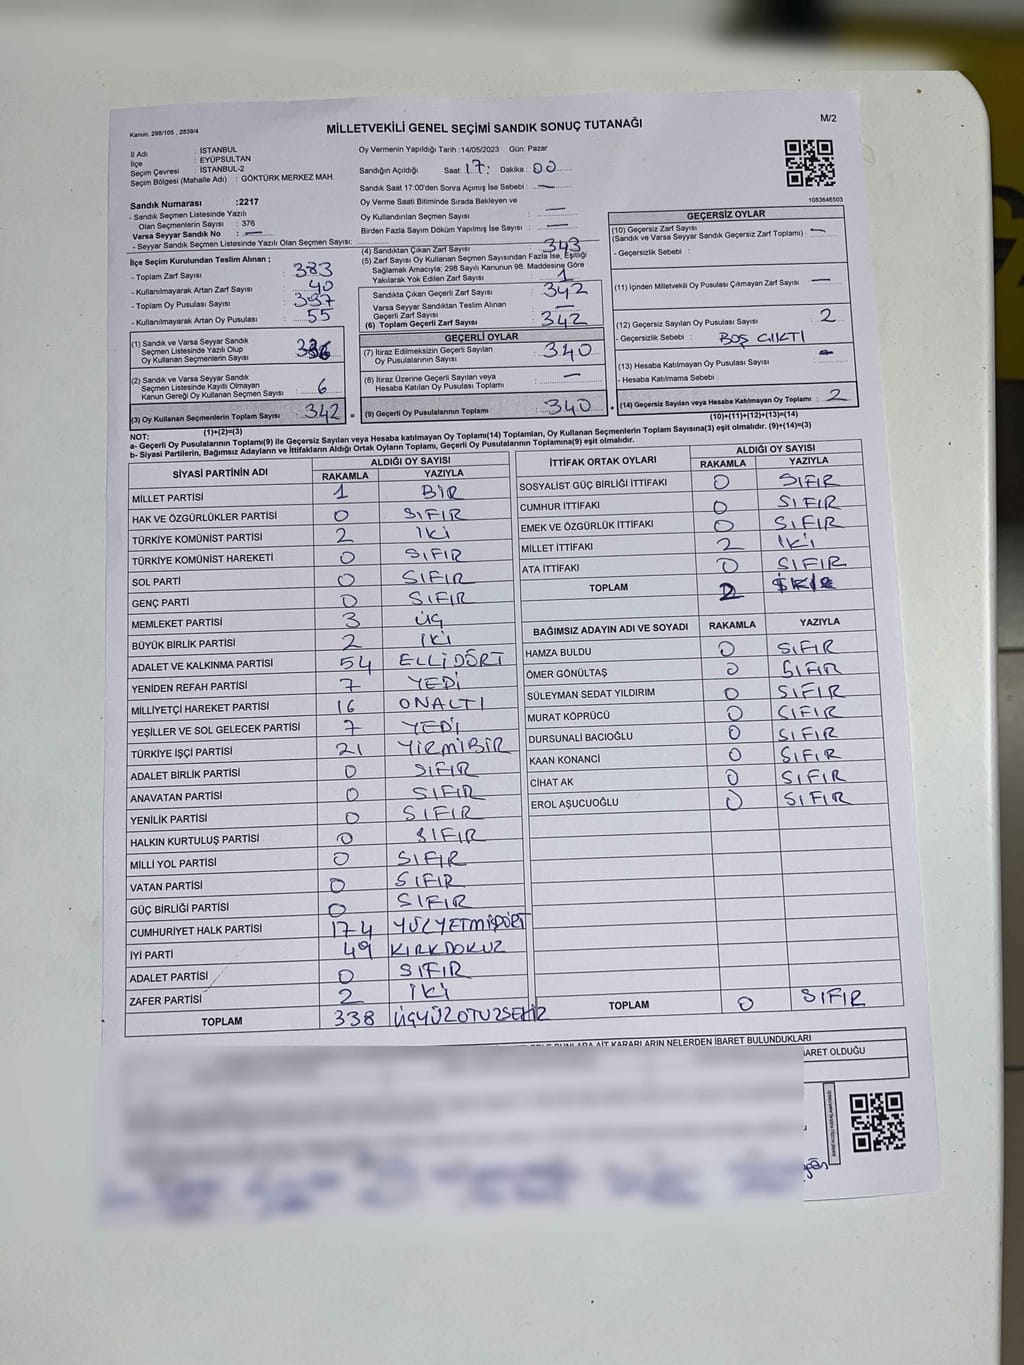 Kanun, 298/105 , 2839/4
MİLLETVEKİLİ GENEL SEÇİMİ SANDIK SONUÇ TUTANAĞI
M/2
İl Adı : İSTANBUL
İlçe : EYÜPSULTAN
Seçim Çevresi : İSTANBUL-2
Seçim Bölgesi (Mahalle Adı) : GÖKTÜRK MERKEZ MAH.
Sandık Numarası :2217
- Sandık Seçmen Listesinde Yazılı
Olan Seçmenlerin Sayısı : 376
Varsa Seyyar Sandık No : —
- Seyyar Sandık Seçmen Listesinde Yazılı Olan Seçmen Sayısı:
Oy Vermenin Yapıldığı Tarih :14/05/2023 Gün: Pazar
Sandığın Açıldığı Saat: 17: Dakika : 00
Sandık Saat 17:00'den Sonra Açımış İse Sebebi : —
Oy Verme Saati Bitiminde Sırada Bekleyen ve
Oy Kullandırılan Seçmen Sayısı : —
Birden Fazla Sayım Döküm Yapılmış İse Sayısı : —
1083646503
İlçe Seçim Kurulundan Teslim Alınan ;
- Toplam Zarf Sayısı : 383
- Kullanılmayarak Artan Zarf Sayısı : 40
- Toplam Oy Pusulası Sayısı : 397
- Kullanılmayarak Artan Oy Pusulası : 55
(1) Sandık ve Varsa Seyyar Sandık
Seçmen Listesinde Yazılı Olup
Oy Kullanan Seçmenlerin Sayısı : 336
(2) Sandık ve Varsa Seyyar Sandık
Seçmen Listesinde Kayıtlı Olmayan
Kanun Gereği Oy Kullanan Seçmen Sayısı : 6
(3) Oy Kullanan Seçmenlerin Toplam Sayısı : 342
(1)+(2)=(3)
(4) Sandıktan Çıkan Zarf Sayısı : 343
(5) Zarf Sayısı Oy Kullanan Seçmen Sayısından Fazla İse, Eşitliği
Sağlamak Amacıyla, 298 Sayılı Kanunun 98. Maddesine Göre
Yakılarak Yok Edilen Zarf Sayısı : 1
Sandıkta Çıkan Geçerli Zarf Sayısı : 342
Varsa Seyyar Sandıktan Teslim Alınan
Geçerli Zarf Sayısı : —
(6) Toplam Geçerli Zarf Sayısı : 342
GEÇERLİ OYLAR
(7) İtiraz Edilmeksizin Geçerli Sayılan
Oy Pusulalarının Sayısı : 340
(8) İtiraz Üzerine Geçerli Sayılan veya
Hesaba Katılan Oy Pusulası Toplamı : —
= (9) Geçerli Oy Pusulalarının Toplamı : 340
GEÇERSİZ OYLAR
(10) Geçersiz Zarf Sayısı : —
(Sandık ve Varsa Seyyar Sandık Geçersiz Zarf Toplamı)
- Geçersizlik Sebebi :
(11) İçinden Milletvekili Oy Pusulası Çıkmayan Zarf Sayısı : —
(12) Geçersiz Sayılan Oy Pusulası Sayısı : 2
- Geçersizlik Sebebi : BOŞ ÇIKTI
(13) Hesaba Katılmayan Oy Pusulası Sayısı : —
- Hesaba Katılmama Sebebi :
+ (14) Geçersiz Sayılan veya Hesaba Katılmayan Oy Toplamı : 2
(10)+(11)+(12)+(13)=(14)
NOT:
a- Geçerli Oy Pusulalarının Toplamı(9) ile Geçersiz Sayılan veya Hesaba katılmayan Oy Toplamı(14) Toplamları, Oy Kullanan Seçmenlerin Toplam Sayısına(3) eşit olmalıdır. (9)+(14)=(3)
b- Siyasi Partilerin, Bağımsız Adayların ve İttifakların Aldığı Ortak Oyların Toplamı, Geçerli Oy Pusulalarının Toplamına(9) eşit olmalıdır.
SİYASİ PARTİNİN ADI ALDIĞI OY SAYISI
RAKAMLA YAZIYLA
MİLLET PARTİSİ 1 BİR
HAK VE ÖZGÜRLÜKLER PARTİSİ 0 SIFIR
TÜRKİYE KOMÜNİST PARTİSİ 2 İKİ
TÜRKİYE KOMÜNİST HAREKETİ 0 SIFIR
SOL PARTİ 0 SIFIR
GENÇ PARTİ 0 SIFIR
MEMLEKET PARTİSİ 3 ÜÇ
BÜYÜK BİRLİK PARTİSİ 2 İKİ
ADALET VE KALKINMA PARTİSİ 54 ELLİDÖRT
YENİDEN REFAH PARTİSİ 7 YEDİ
MİLLİYETÇİ HAREKET PARTİSİ 16 ONALTI
YEŞİLLER VE SOL GELECEK PARTİSİ 7 YEDİ
TÜRKİYE İŞÇİ PARTİSİ 21 YİRMİBİR
ADALET BİRLİK PARTİSİ 0 SIFIR
ANAVATAN PARTİSİ 0 SIFIR
YENİLİK PARTİSİ 0 SIFIR
HALKIN KURTULUŞ PARTİSİ 0 SIFIR
MİLLİ YOL PARTİSİ 0 SIFIR
VATAN PARTİSİ 0 SIFIR
GÜÇ BİRLİĞİ PARTİSİ 0 SIFIR
CUMHURİYET HALK PARTİSİ 174 YÜZYETMİŞDÖRT
İYİ PARTİ 49 KIRKDOKUZ
ADALET PARTİSİ 0 SIFIR
ZAFER PARTİSİ 2 İKİ
TOPLAM 338 ÜÇYÜZOTUZSEKİZ
İTTİFAK ORTAK OYLARI ALDIĞI OY SAYISI
RAKAMLA YAZIYLA
SOSYALİST GÜÇ BİRLİĞİ İTTİFAKI 0 SIFIR
CUMHUR İTTİFAKI 0 SIFIR
EMEK VE ÖZGÜRLÜK İTTİFAKI 0 SIFIR
MİLLET İTTİFAKI 2 İKİ
ATA İTTİFAKI 0 SIFIR
TOPLAM 2
BAĞIMSIZ ADAYIN ADI VE SOYADI RAKAMLA YAZIYLA
HAMZA BULDU 0 SIFIR
ÖMER GÖNÜLTAŞ 0 SIFIR
SÜLEYMAN SEDAT YILDIRIM 0 SIFIR
MURAT KÖPRÜCÜ 0 SIFIR
DURSUNALİ BACIOĞLU 0 SIFIR
KAAN KONANCİ 0 SIFIR
CİHAT AK 0 SIFIR
EROL AŞUCUOĞLU 0 SIFIR
TOPLAM 0 SIFIR
AİT KARARLARIN NELERDEN İBARET BULUNDUKLARI
BARET OLDUĞU